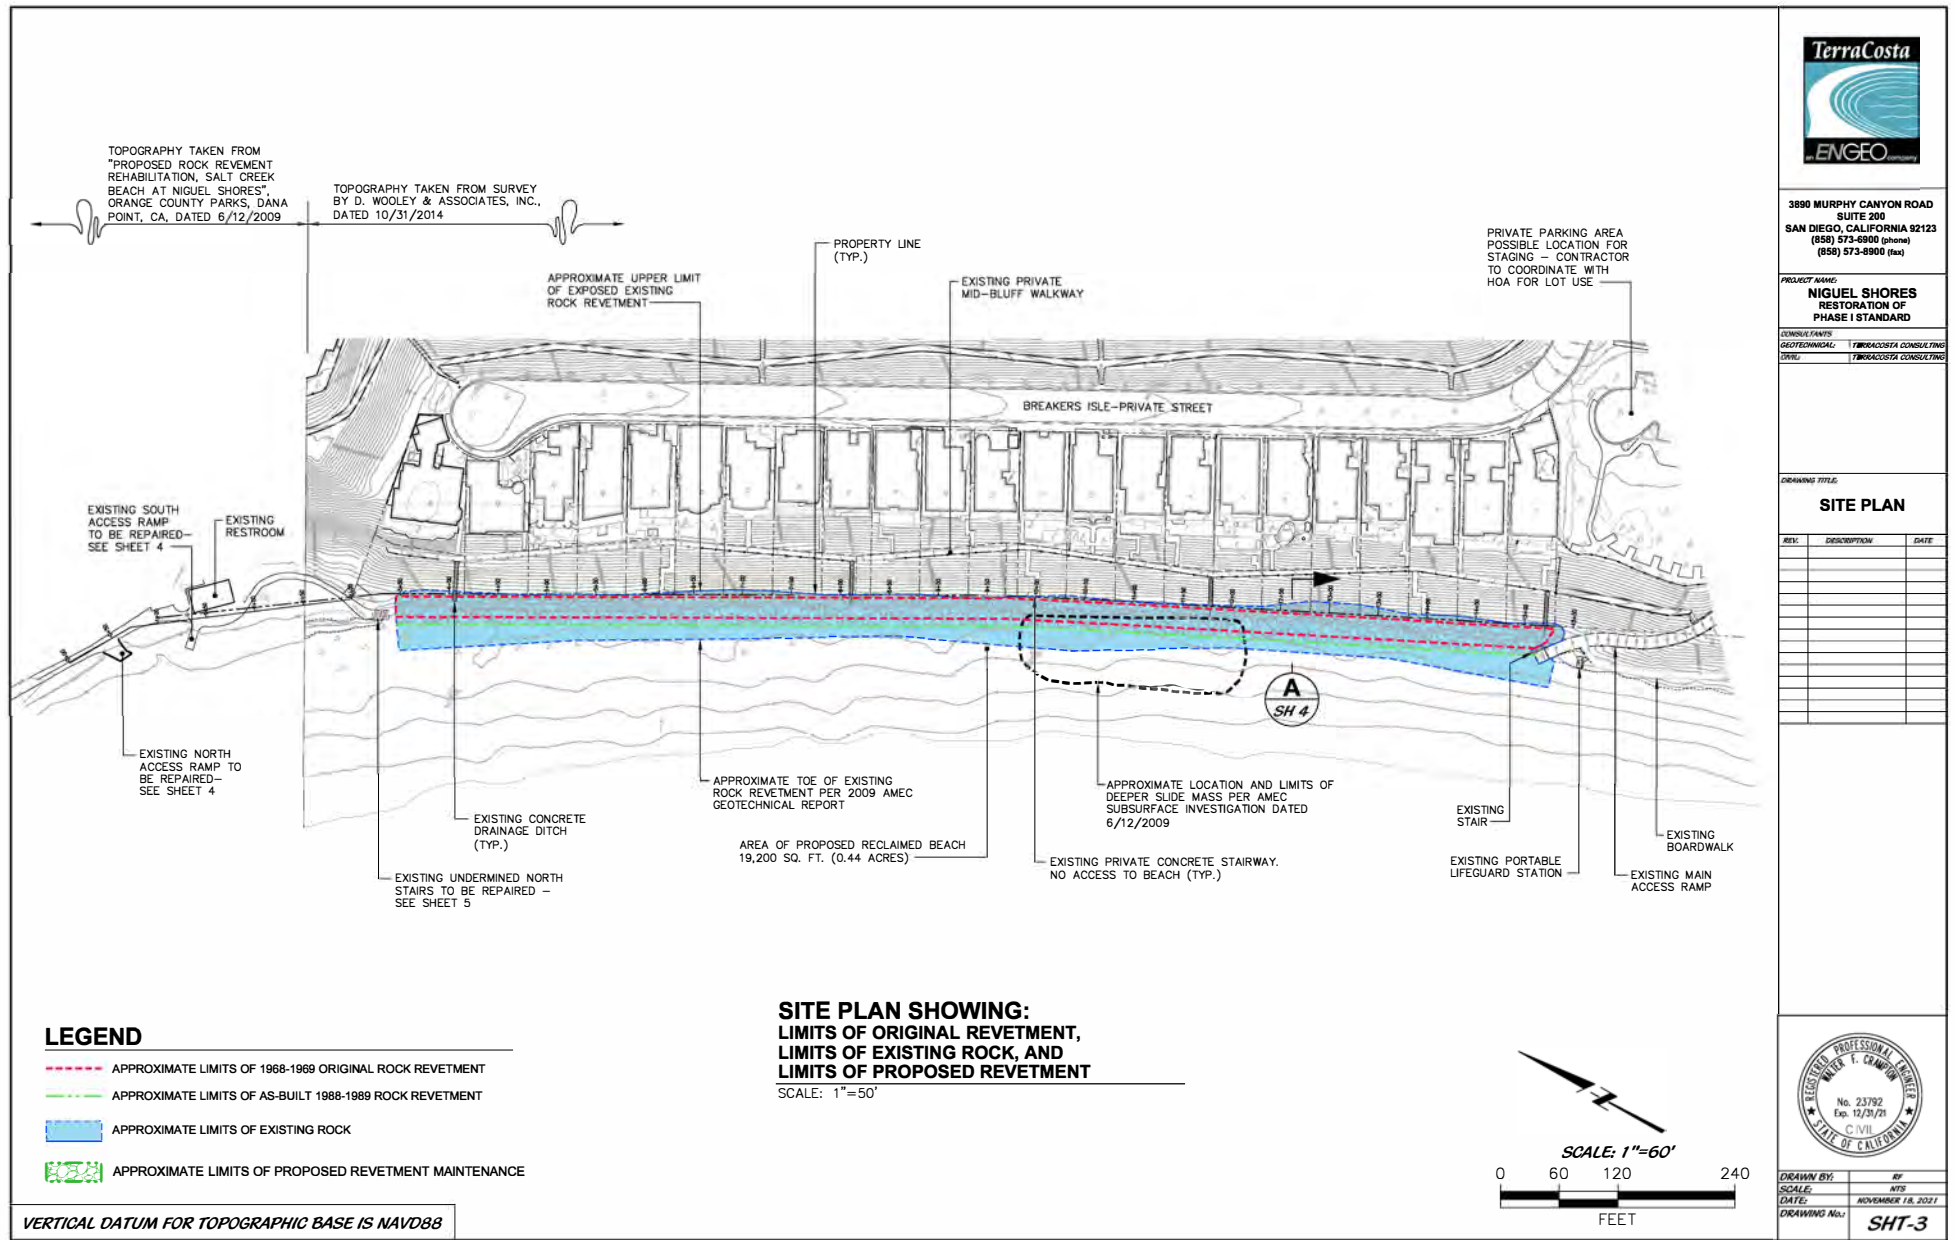 TOPOGRAPHY TAKEN FROM
"PROPOSED ROCK REVEMENT
REHABILITATION, SALT CREEK
BEACH AT NIGUEL SHORES",
ORANGE COUNTY PARKS, DANA
POINT, CA, DATED 6/12/2009
TOPOGRAPHY TAKEN FROM SURVEY
BY D. WOOLEY & ASSOCIATES, INC.,
DATED 10/31/2014
APPROXIMATE UPPER LIMIT
OF EXPOSED EXISTING
ROCK REVETMENT
PROPERTY LINE
(TYP.)
EXISTING PRIVATE
MID-BLUFF WALKWAY
PRIVATE PARKING AREA
POSSIBLE LOCATION FOR
STAGING – CONTRACTOR
TO COORDINATE WITH
HOA FOR LOT USE
BREAKERS ISLE-PRIVATE STREET
EXISTING SOUTH
ACCESS RAMP
TO BE REPAIRED-
SEE SHEET 4
EXISTING
RESTROOM
A
SH 4
EXISTING NORTH
ACCESS RAMP TO
BE REPAIRED-
SEE SHEET 4
APPROXIMATE TOE OF EXISTING
ROCK REVETMENT PER 2009 AMEC
GEOTECHNICAL REPORT
APPROXIMATE LOCATION AND LIMITS OF
DEEPER SLIDE MASS PER AMEC
SUBSURFACE INVESTIGATION DATED
6/12/2009
EXISTING CONCRETE
DRAINAGE DITCH
(TYP.)
EXISTING
STAIR
EXISTING
BOARDWALK
AREA OF PROPOSED RECLAIMED BEACH
19,200 SQ. FT. (0.44 ACRES)
EXISTING PRIVATE CONCRETE STAIRWAY.
NO ACCESS TO BEACH (TYP.)
EXISTING PORTABLE
LIFEGUARD STATION
EXISTING MAIN
ACCESS RAMP
EXISTING UNDERMINED NORTH
STAIRS TO BE REPAIRED –
SEE SHEET 5
SITE PLAN SHOWING:
LIMITS OF ORIGINAL REVETMENT,
LIMITS OF EXISTING ROCK, AND
LIMITS OF PROPOSED REVETMENT
SCALE: 1"=50'
LEGEND
APPROXIMATE LIMITS OF 1968-1969 ORIGINAL ROCK REVETMENT
APPROXIMATE LIMITS OF AS-BUILT 1988-1989 ROCK REVETMENT
APPROXIMATE LIMITS OF EXISTING ROCK
APPROXIMATE LIMITS OF PROPOSED REVETMENT MAINTENANCE
VERTICAL DATUM FOR TOPOGRAPHIC BASE IS NAVD88
SCALE: 1"=60'
0 60 120 240
FEET
TerraCosta
an ENGEO company
3890 MURPHY CANYON ROAD
SUITE 200
SAN DIEGO, CALIFORNIA 92123
(858) 573-6900 (phone)
(858) 573-8900 (fax)
PROJECT NAME:
NIGUEL SHORES
RESTORATION OF
PHASE I STANDARD
CONSULTANTS
GEOTECHNICAL: TERRACOSTA CONSULTING
CIVIL: TERRACOSTA CONSULTING
DRAWING TITLE:
SITE PLAN
REV. DESCRIPTION DATE
REGISTERED PROFESSIONAL ENGINEER
WALTER F. CRAMPTON
No. 23792
Exp. 12/31/21
CIVIL
STATE OF CALIFORNIA
DRAWN BY: RF
SCALE: NTS
DATE: NOVEMBER 18, 2021
DRAWING No.: SHT-3